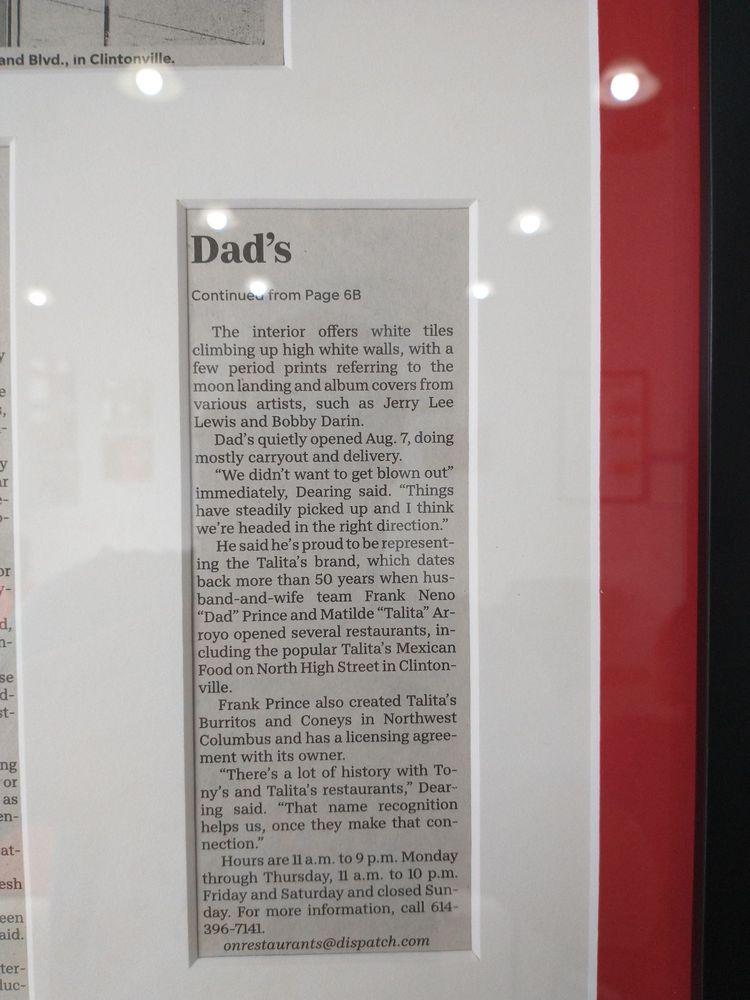 and Blvd., in Clintonville.
Dad's
Continued from Page 6B
The interior offers white tiles
climbing up high white walls, with a
few period prints referring to the
moon landing and album covers from
various artists, such as Jerry Lee
Lewis and Bobby Darin.
Dad's quietly opened Aug. 7, doing
mostly carryout and delivery.
"We didn't want to get blown out"
immediately, Dearing said. "Things
have steadily picked up and I think
we're headed in the right direction."
He said he's proud to be represent-
ing the Talita's brand, which dates
back more than 50 years when hus-
band-and-wife team Frank Neno
"Dad" Prince and Matilde "Talita" Ar-
royo opened several restaurants, in-
cluding the popular Talita's Mexican
Food on North High Street in Clinton-
ville.
Frank Prince also created Talita's
Burritos and Coneys in Northwest
Columbus and has a licensing agree-
ment with its owner.
"There's a lot of history with To-
ny's and Talita's restaurants," Dear-
ing said. "That name recognition
helps us, once they make that con-
nection."
Hours are 11 a.m. to 9 p.m. Monday
through Thursday, 11 a.m. to 10 p.m.
Friday and Saturday and closed Sun-
day. For more information, call 614-
396-7141.
onrestaurants@dispatch.com